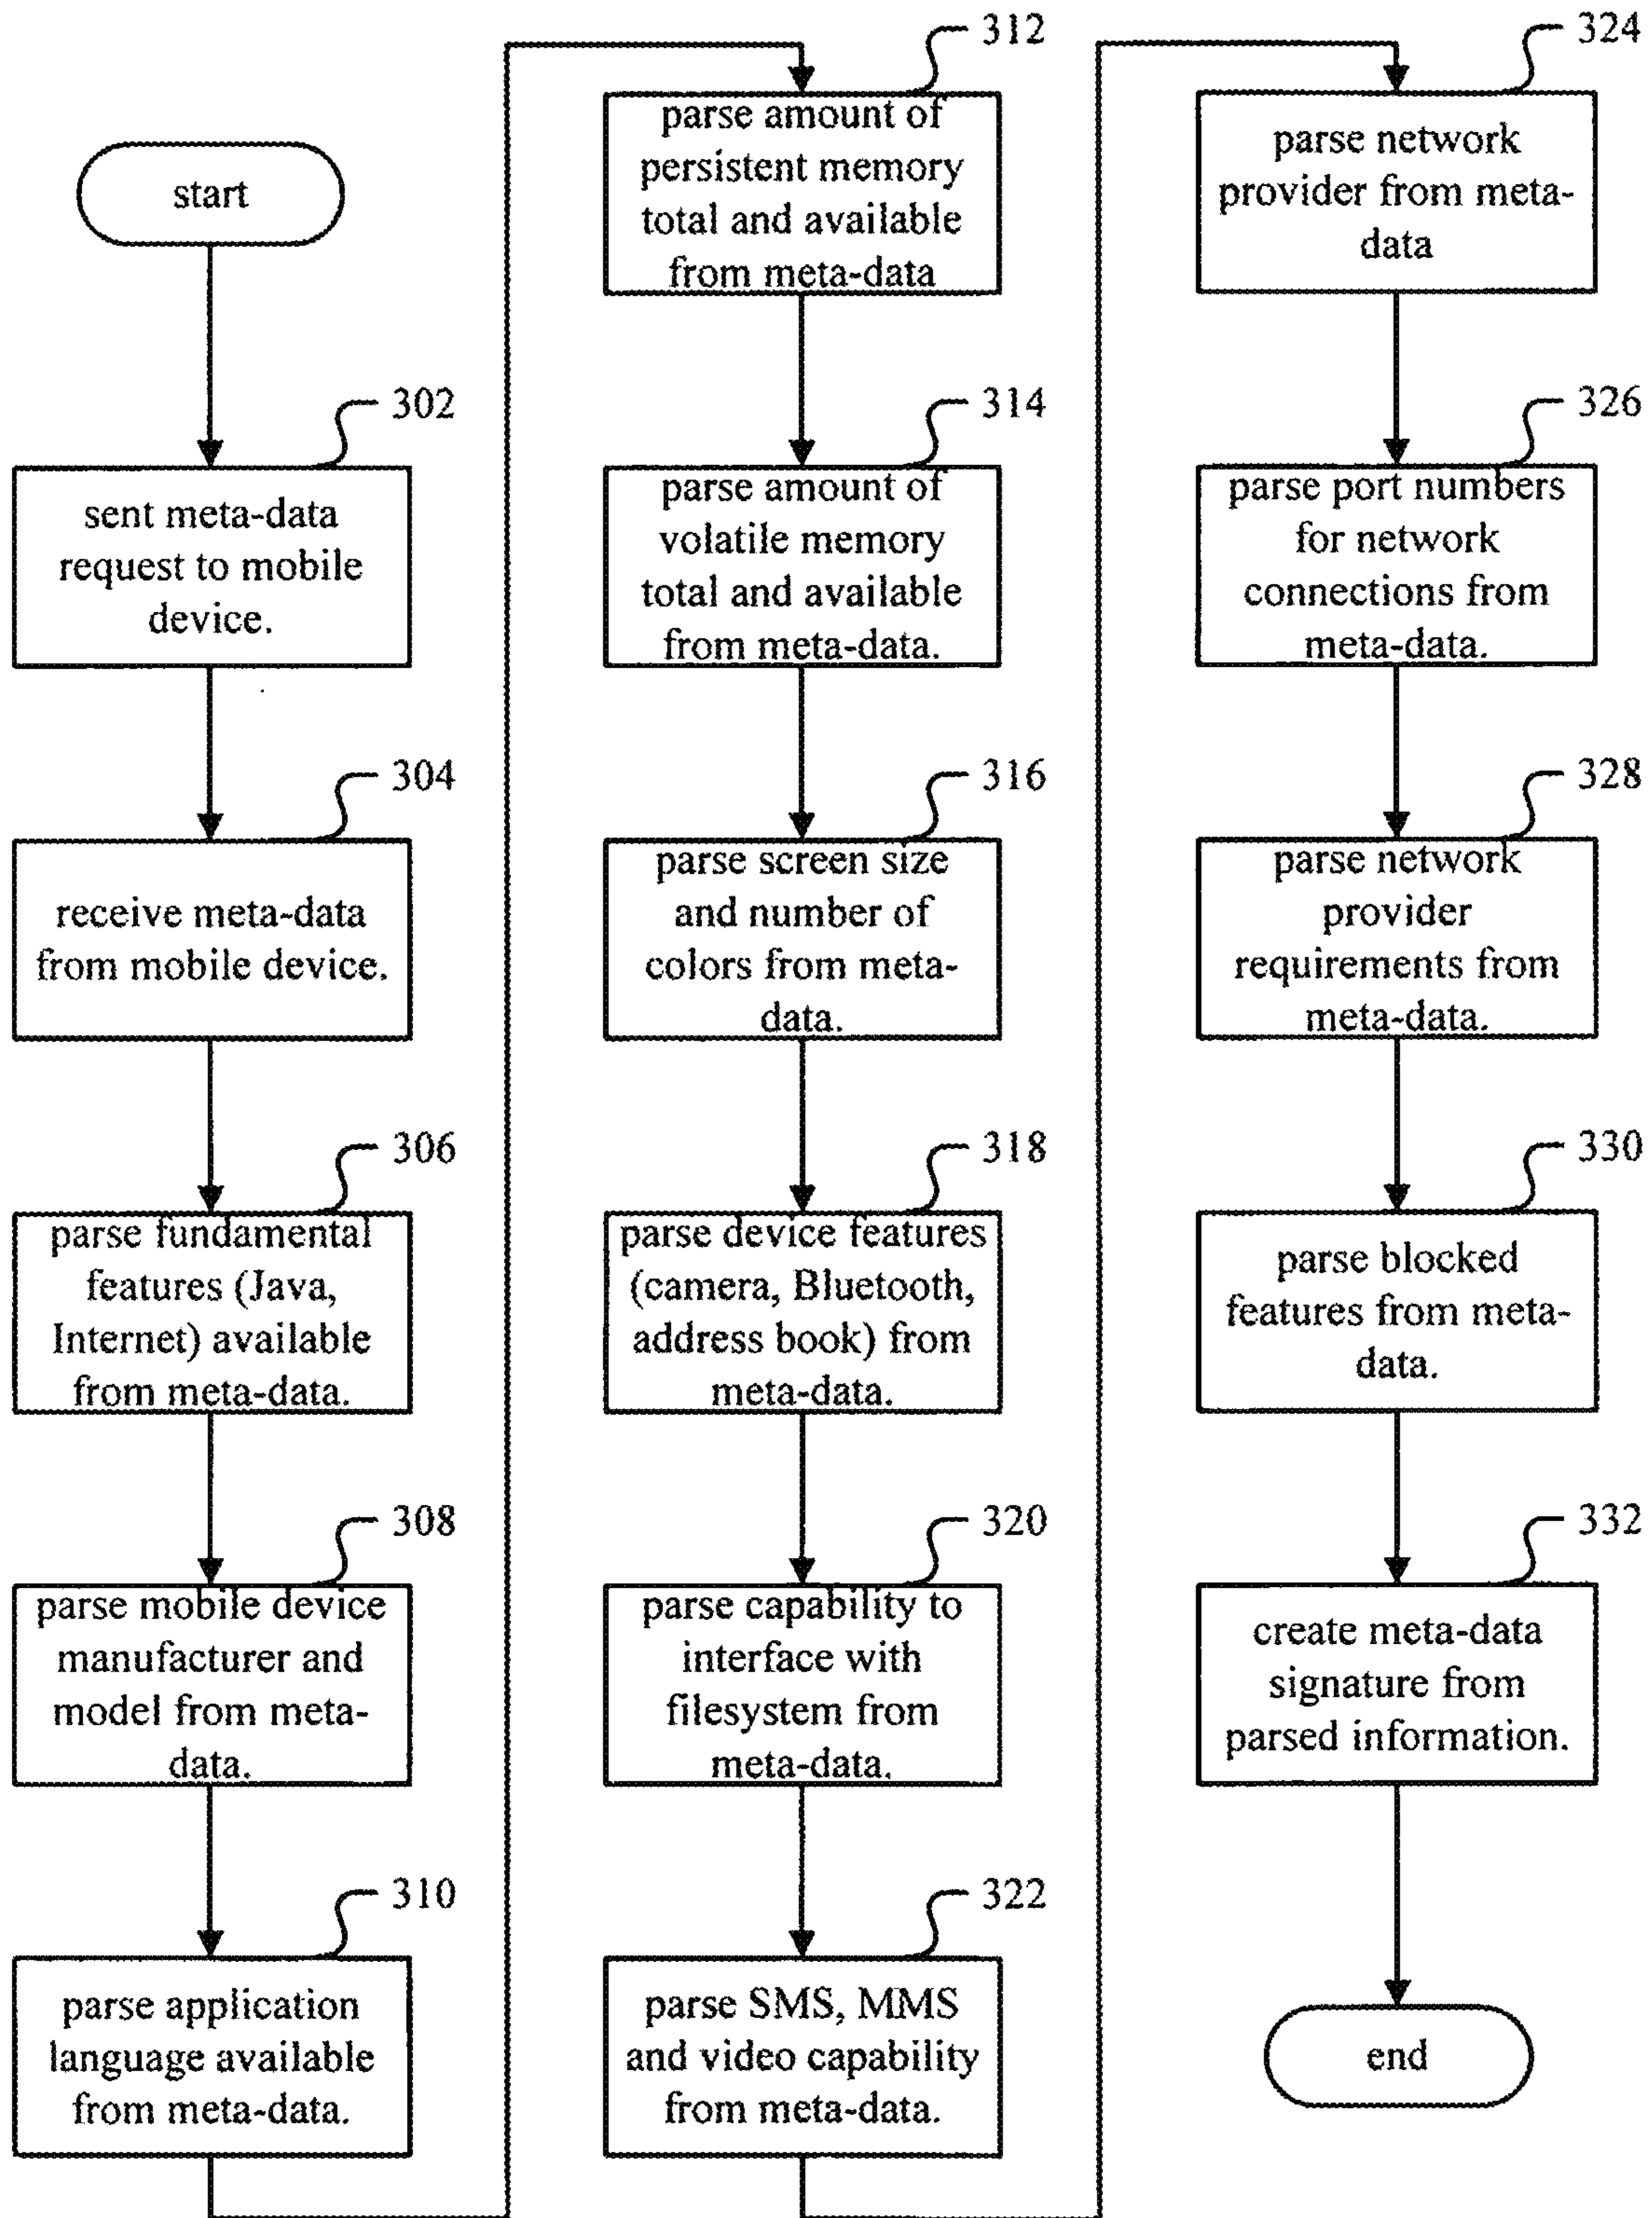 start
302
sent meta-data
request to mobile
device.
304
receive meta-data
from mobile device.
306
parse fundamental
features (Java,
Internet) available
from meta-data.
308
parse mobile device
manufacturer and
model from meta-
data.
310
parse application
language available
from meta-data.
312
parse amount of
persistent memory
total and available
from meta-data
314
parse amount of
volatile memory
total and available
from meta-data.
316
parse screen size
and number of
colors from meta-
data.
318
parse device features
(camera, Bluetooth,
address book) from
meta-data.
320
parse capability to
interface with
filesystem from
meta-data.
322
parse SMS, MMS
and video capability
from meta-data.
324
parse network
provider from meta-
data
326
parse port numbers
for network
connections from
meta-data.
328
parse network
provider
requirements from
meta-data.
330
parse blocked
features from meta-
data.
332
create meta-data
signature from
parsed information.
end